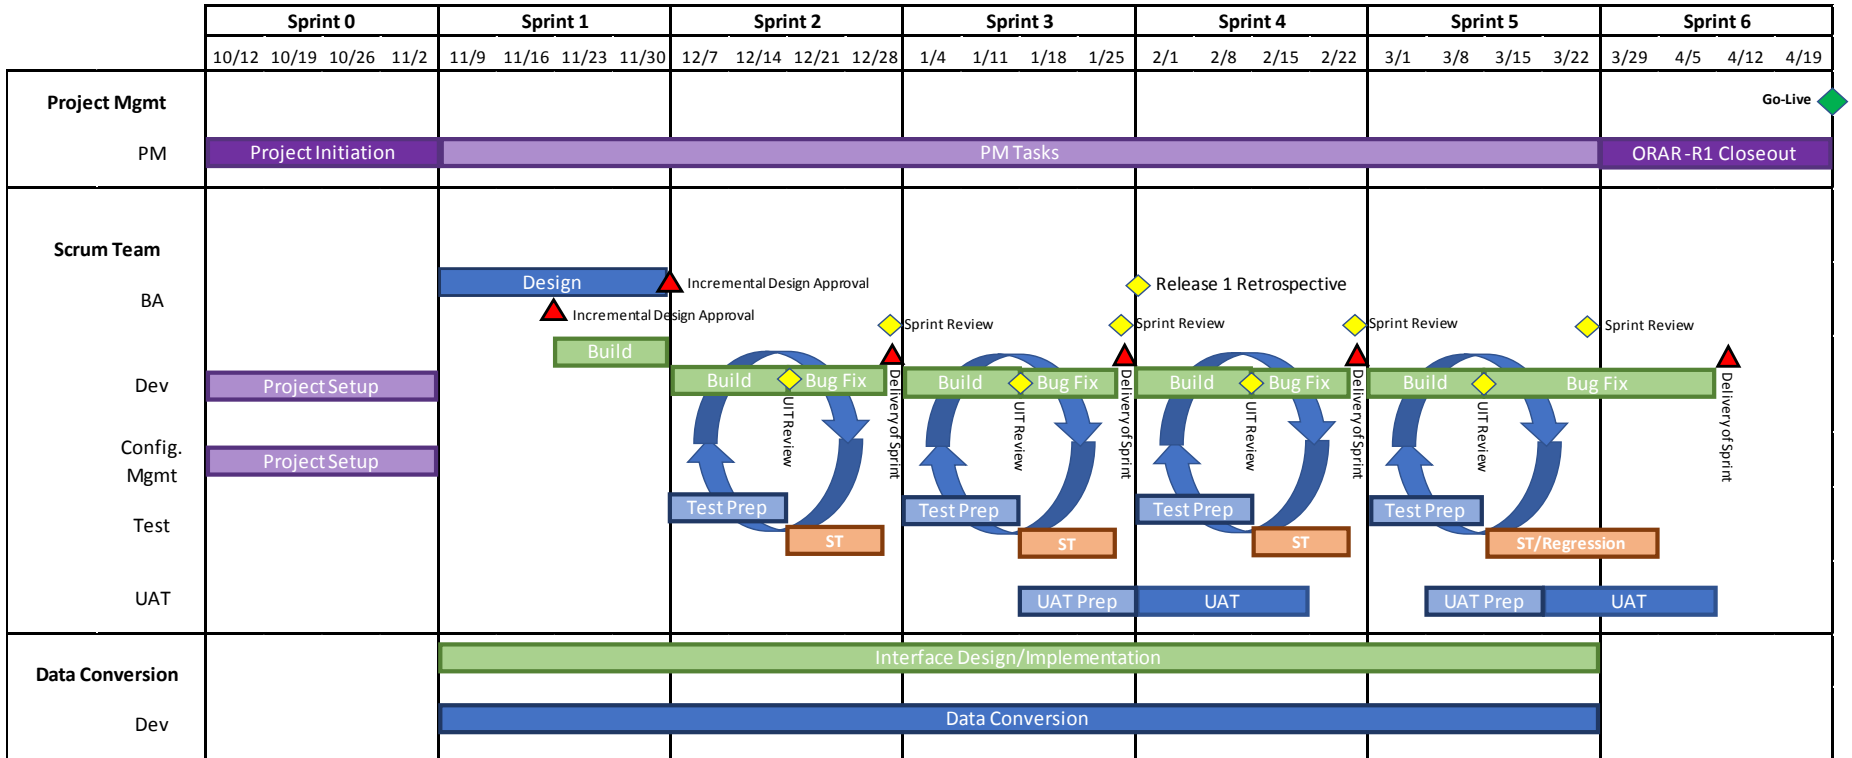 Sprint 0 Sprint 1 Sprint 2 Sprint 3 Sprint 4 Sprint 5 Sprint 6
10/12 10/19 10/26 11/2 11/9 11/16 11/23 11/30 12/7 12/14 12/21 12/28 1/4 1/11 1/18 1/25 2/1 2/8 2/15 2/22 3/1 3/8 3/15 3/22 3/29 4/5 4/12 4/19
Project Mgmt
Go-Live
PM
Project Initiation
PM Tasks
ORAR -R1 Closeout
Scrum Team
BA
Design
Incremental Design Approval
Incremental Design Approval
Release 1 Retrospective
Sprint Review
Sprint Review
Sprint Review
Sprint Review
Build
Dev
Project Setup
Build
Bug Fix
Build
Bug Fix
Build
Bug Fix
Build
Bug Fix
UIT Review
Delivery of Sprint
UIT Review
Delivery of Sprint
UIT Review
Delivery of Sprint
UIT Review
Delivery of Sprint
Config.
Mgmt
Project Setup
Test
Test Prep
ST
Test Prep
ST
Test Prep
ST
Test Prep
ST/Regression
UAT
UAT Prep
UAT
UAT Prep
UAT
Data Conversion
Interface Design/Implementation
Dev
Data Conversion